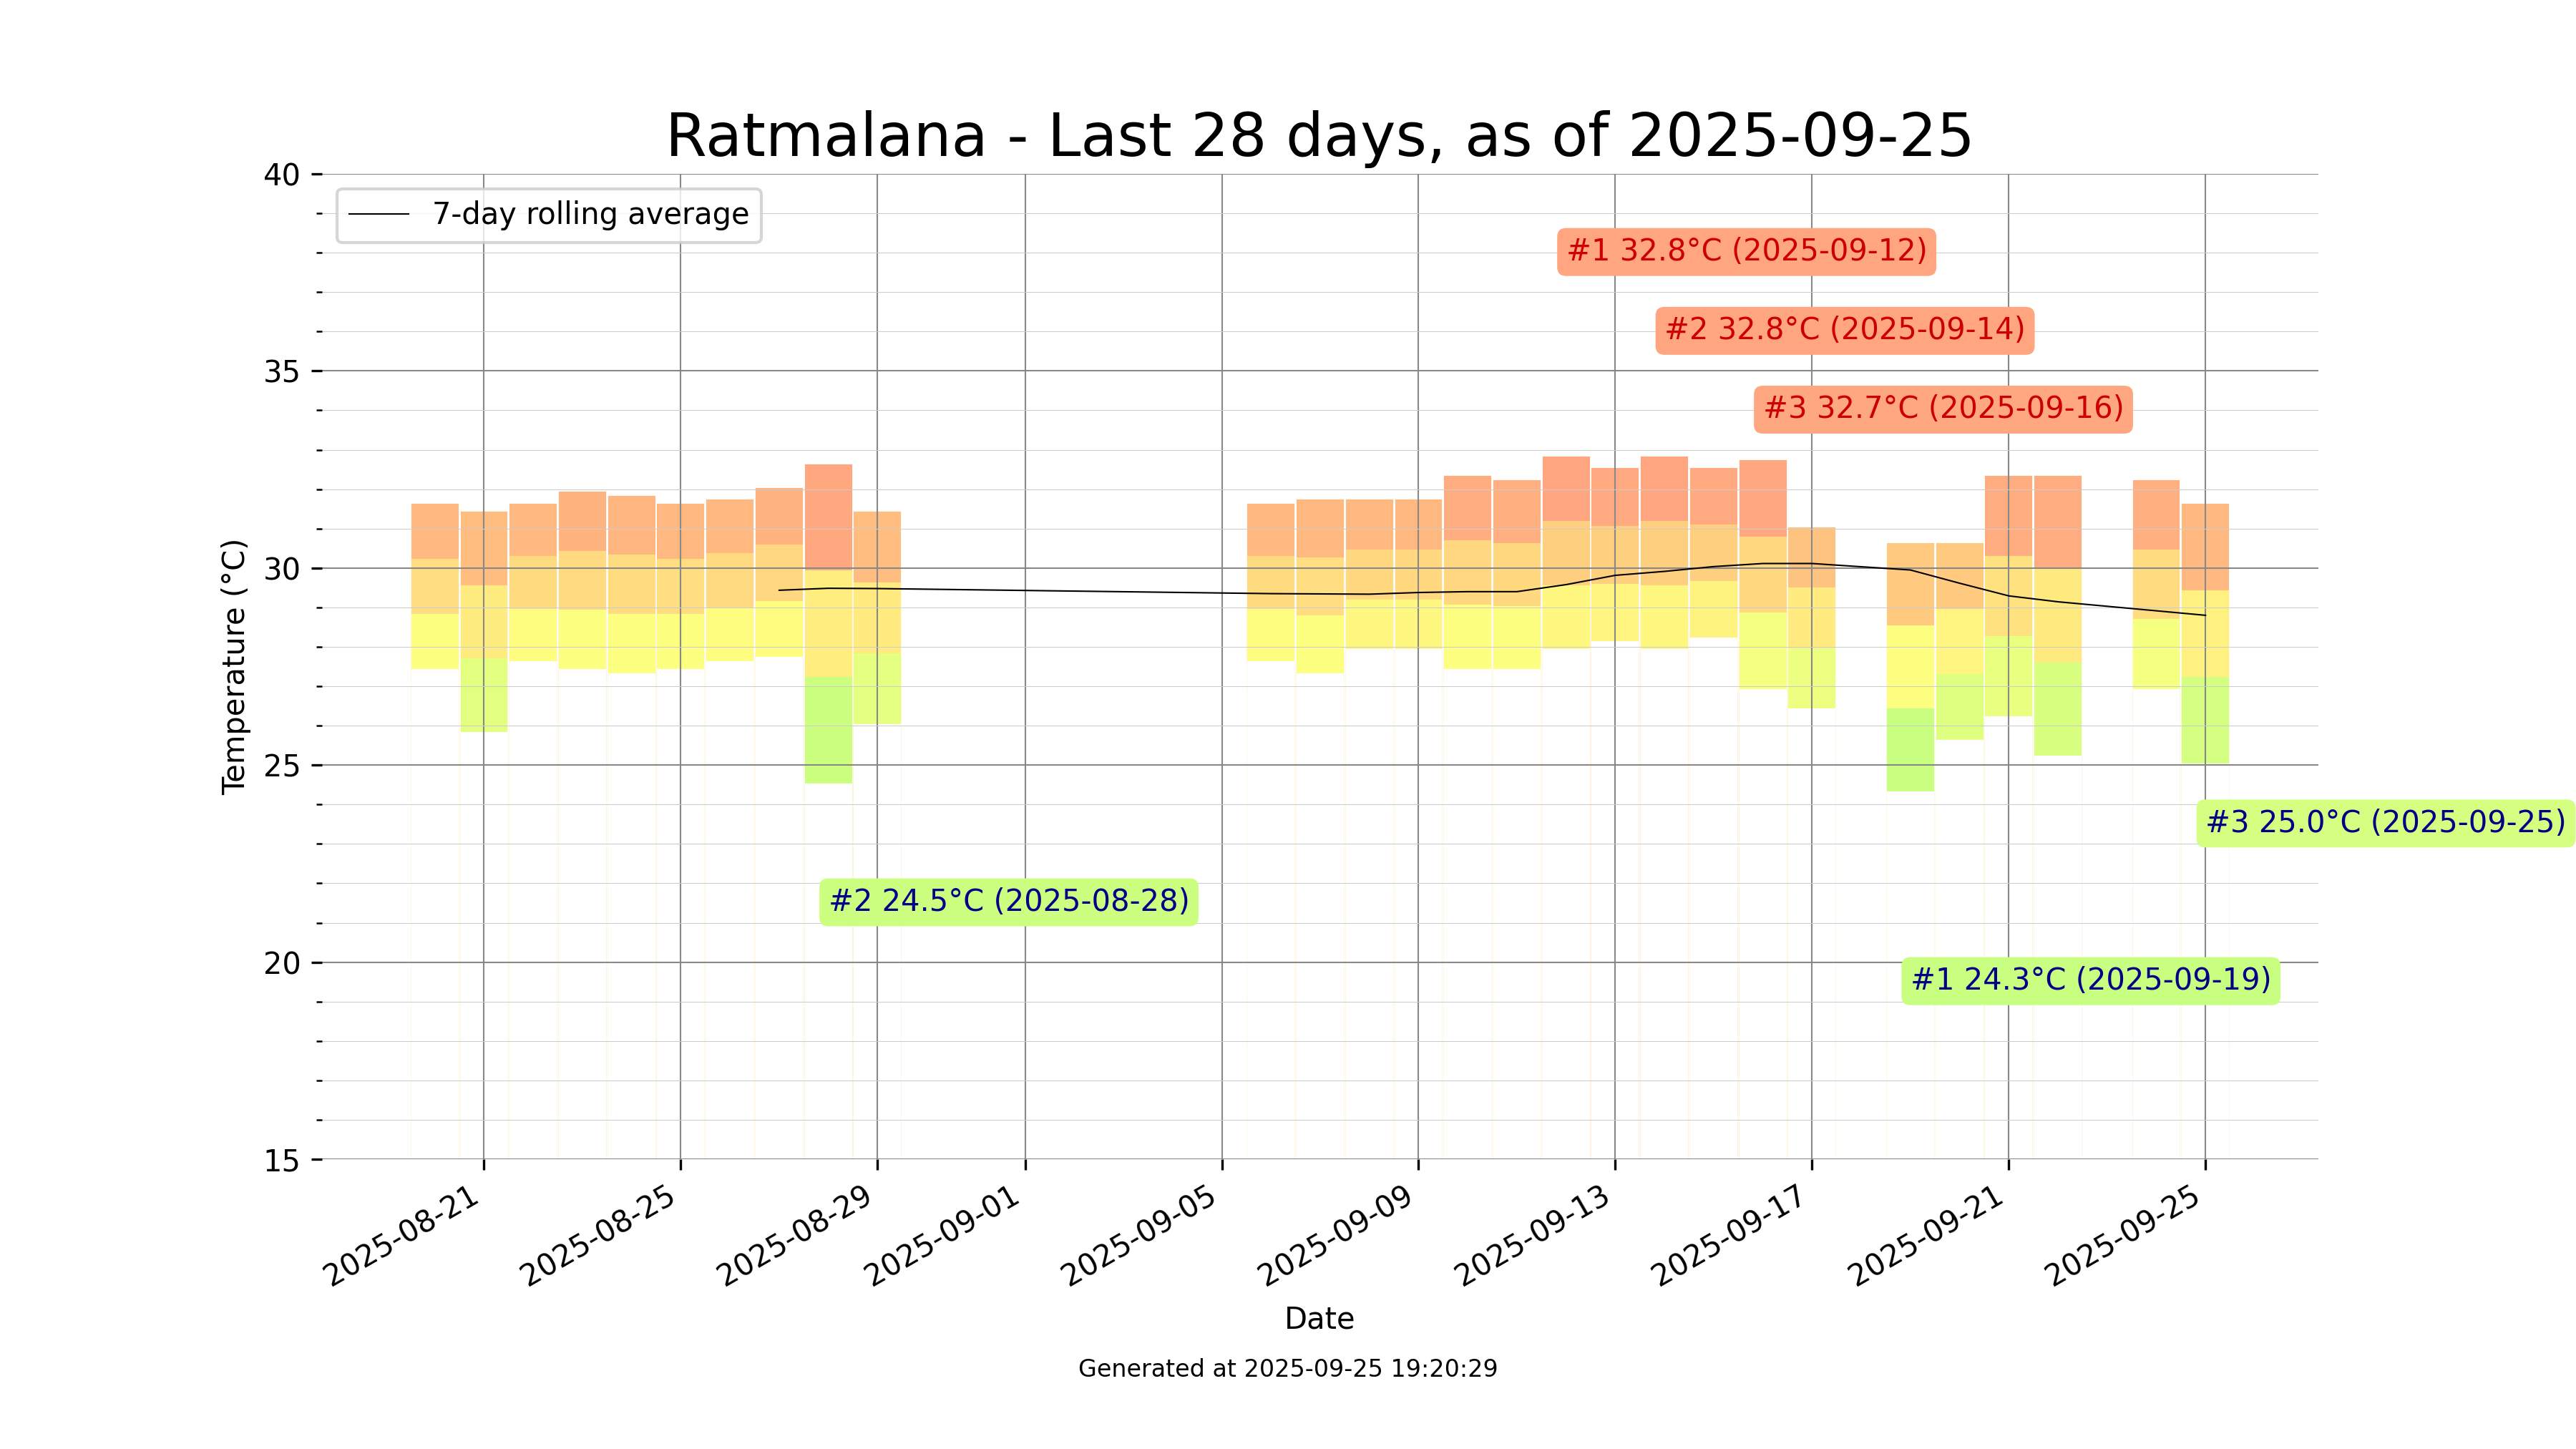 Ratmalana - Last 28 days, as of 2025-09-25
40
7-day rolling average
#1 32.8°C (2025-09-12)
#2 32.8°C (2025-09-14)
35
#3 32.7°C (2025-09-16)
30
Temperature (°C)
25
#3 25.0°C (2025-09-25)
#2 24.5°C (2025-08-28)
20
#1 24.3°C (2025-09-19)
15
2025-08-21
2025-08-25
2025-08-29
2025-09-01
2025-09-05
2025-09-09
2025-09-13
2025-09-17
2025-09-21
2025-09-25
Date
Generated at 2025-09-25 19:20:29